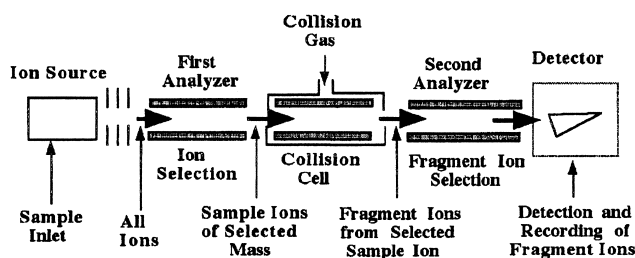 Collision
Gas
Ion Source
First
Analyzer
Second
Analyzer
Detector
Ion
Selection
Collision
Cell
Fragment Ion
Selection
Sample
Inlet
All
Ions
Sample Ions
of Selected
Mass
Fragment Ions
from Selected
Sample Ion
Detection and
Recording of
Fragment Ions